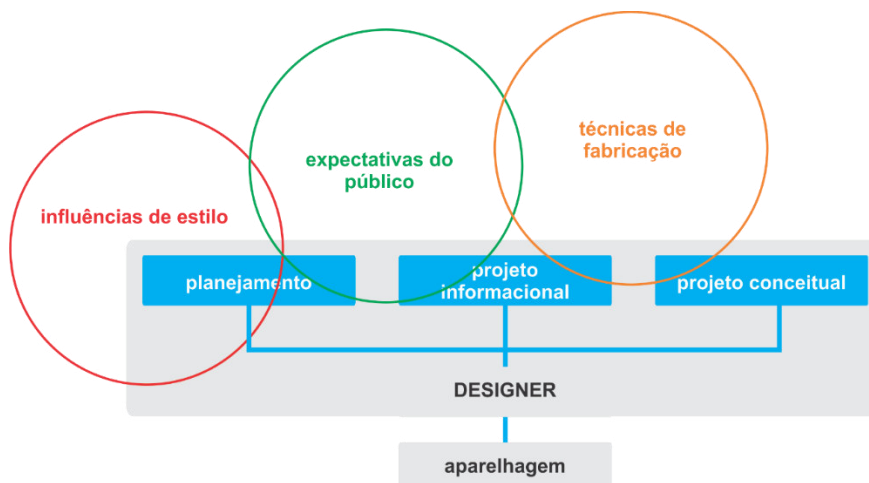 técnicas de
fabricação
expectativas do
público
influências de estilo
planejamento
projeto
informacional
projeto conceitual
DESIGNER
aparelhagem